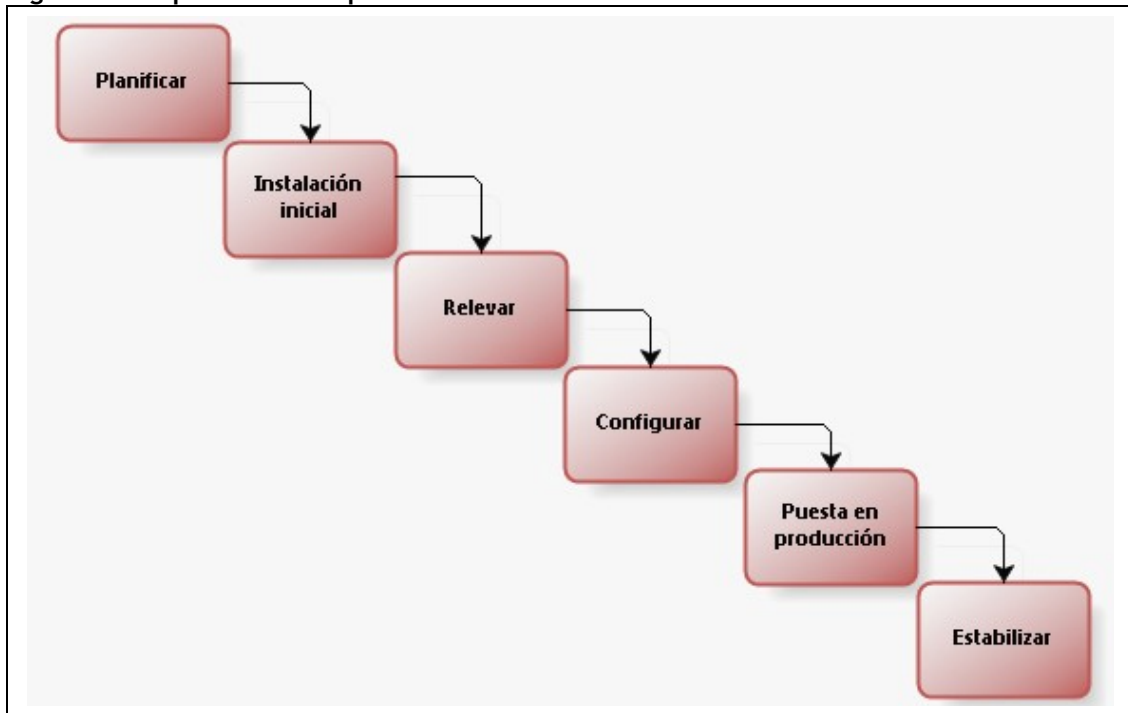 Planificar
Instalación
inicial
Relevar
Configurar
Puesta en
producción
Estabilizar